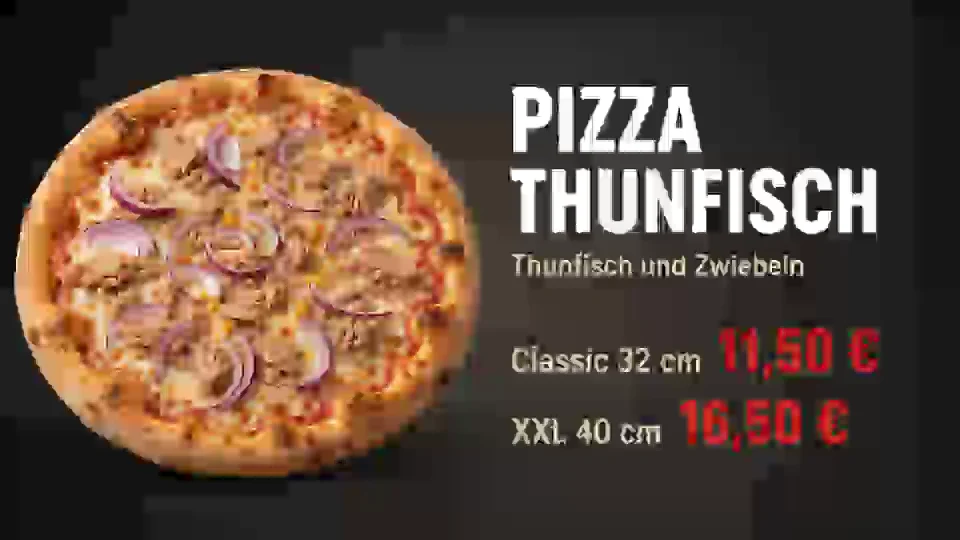 PIZZA
THUNFISCH
Thunfisch und Zwiebeln
Classic 32 cm 11,50 €
XXL 40 cm 16,50 €